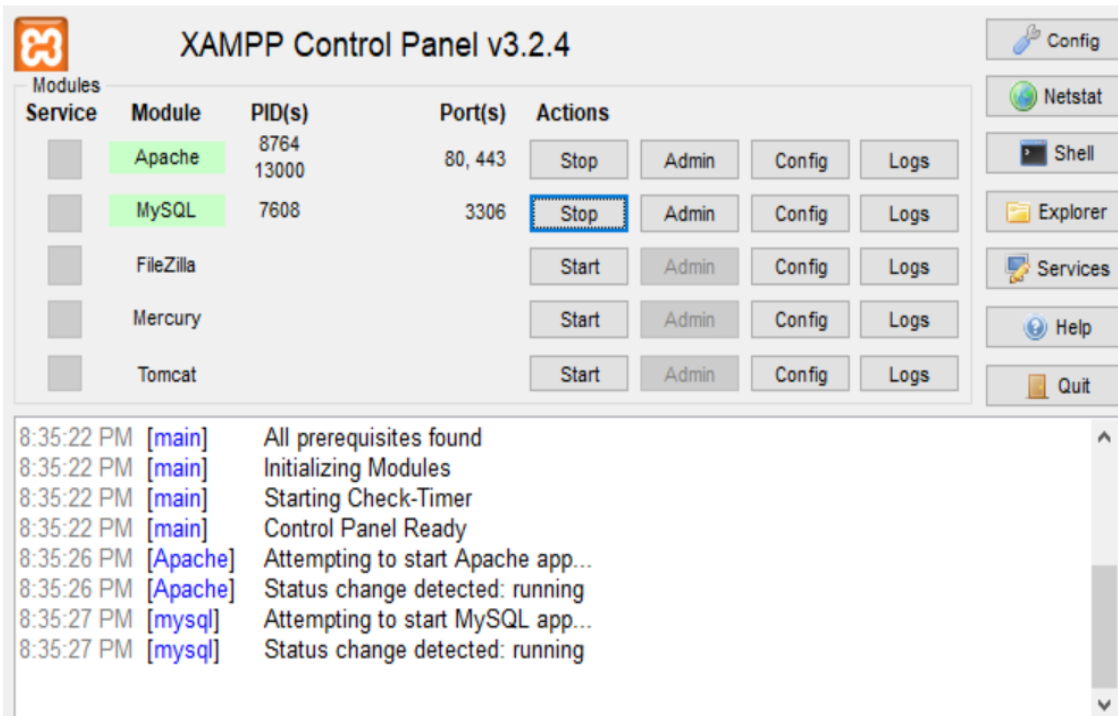 XAMPP Control Panel v3.2.4
Config
Modules
Netstat
Service Module PID(s) Port(s) Actions
Apache 8764 13000 80, 443 Stop Admin Config Logs
Shell
MySQL 7608 3306 Stop Admin Config Logs
Explorer
FileZilla Start Admin Config Logs
Services
Mercury Start Admin Config Logs
Help
Tomcat Start Admin Config Logs
Quit
8:35:22 PM [main] All prerequisites found
8:35:22 PM [main] Initializing Modules
8:35:22 PM [main] Starting Check-Timer
8:35:22 PM [main] Control Panel Ready
8:35:26 PM [Apache] Attempting to start Apache app...
8:35:26 PM [Apache] Status change detected: running
8:35:27 PM [mysql] Attempting to start MySQL app...
8:35:27 PM [mysql] Status change detected: running